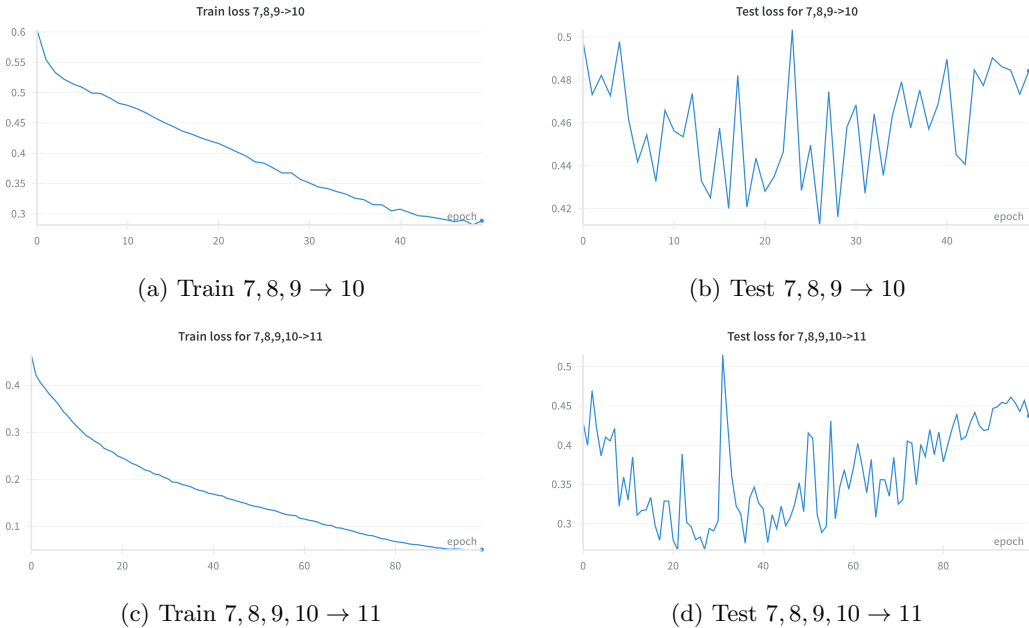 Train loss 7,8,9->10
0.6
0.55
0.5
0.45
0.4
0.35
0.3
epoch
0 10 20 30 40
(a) Train 7, 8, 9 → 10
Test loss for 7,8,9->10
0.5
0.48
0.46
0.44
0.42
epoch
0 10 20 30 40
(b) Test 7, 8, 9 → 10
Train loss for 7,8,9,10->11
0.4
0.3
0.2
0.1
epoch
0 20 40 60 80
(c) Train 7, 8, 9, 10 → 11
Test loss for 7,8,9,10->11
0.5
0.45
0.4
0.35
0.3
epoch
0 20 40 60 80
(d) Test 7, 8, 9, 10 → 11